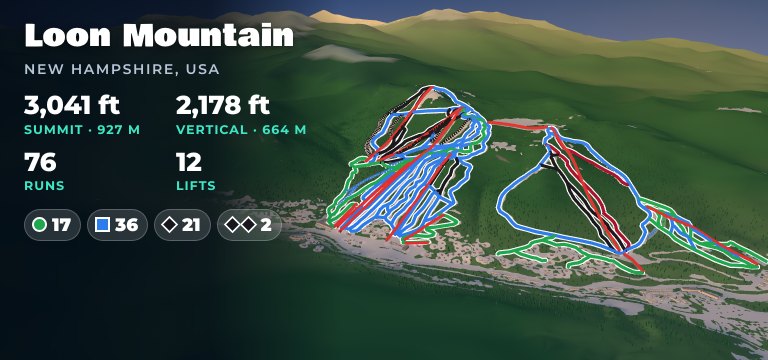 Loon Mountain
NEW HAMPSHIRE, USA
3,041 ft 2,178 ft
SUMMIT · 927 M VERTICAL · 664 M
76 12
RUNS LIFTS
17 36 21 2